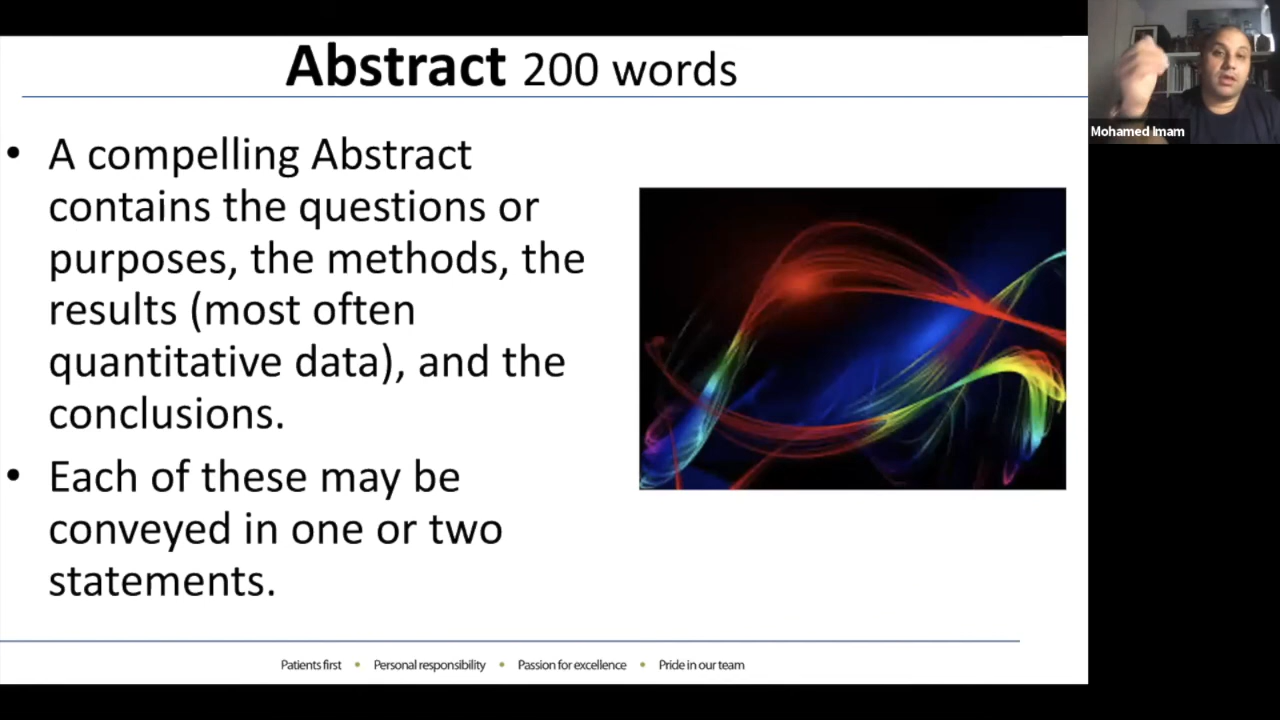 Abstract 200 words
Mohamed Imam
• A compelling Abstract
contains the questions or
purposes, the methods, the
results (most often
quantitative data), and the
conclusions.
• Each of these may be
conveyed in one or two
statements.
Patients first • Personal responsibility • Passion for excellence • Pride in our team